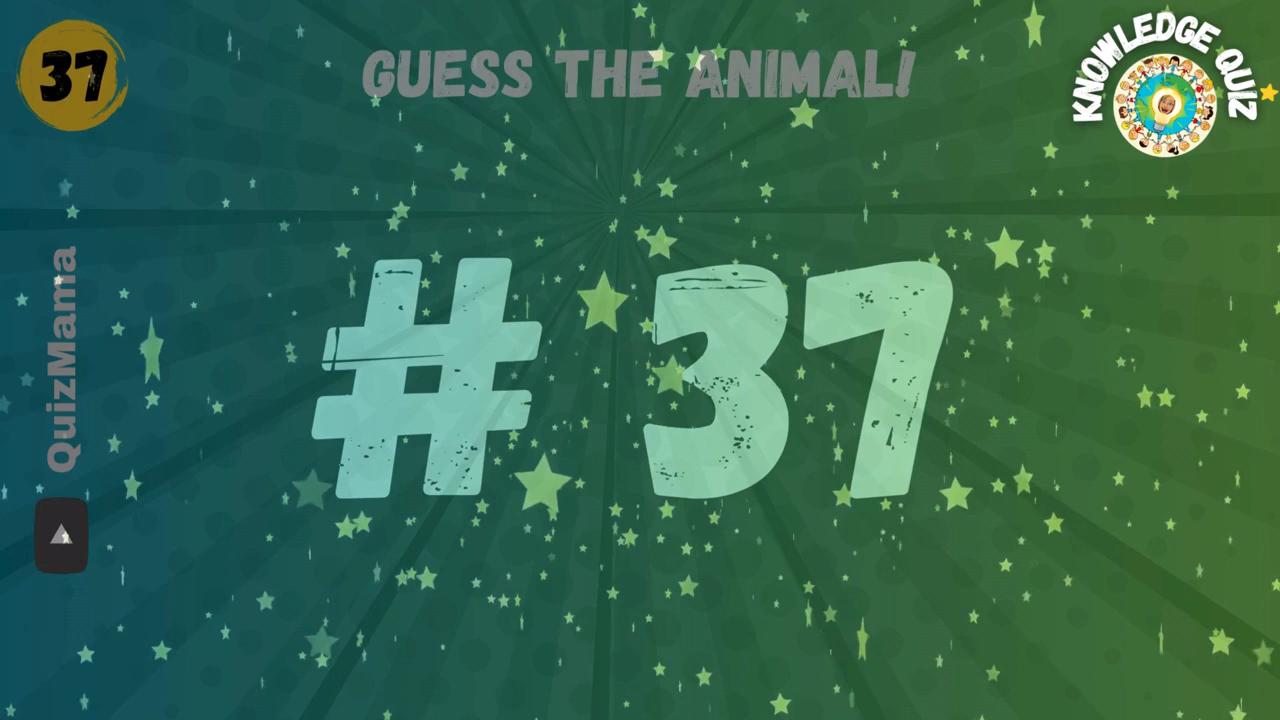 37
GUESS THE ANIMAL!
KNOWLEDGE QUIZ
QuizMama
# 37